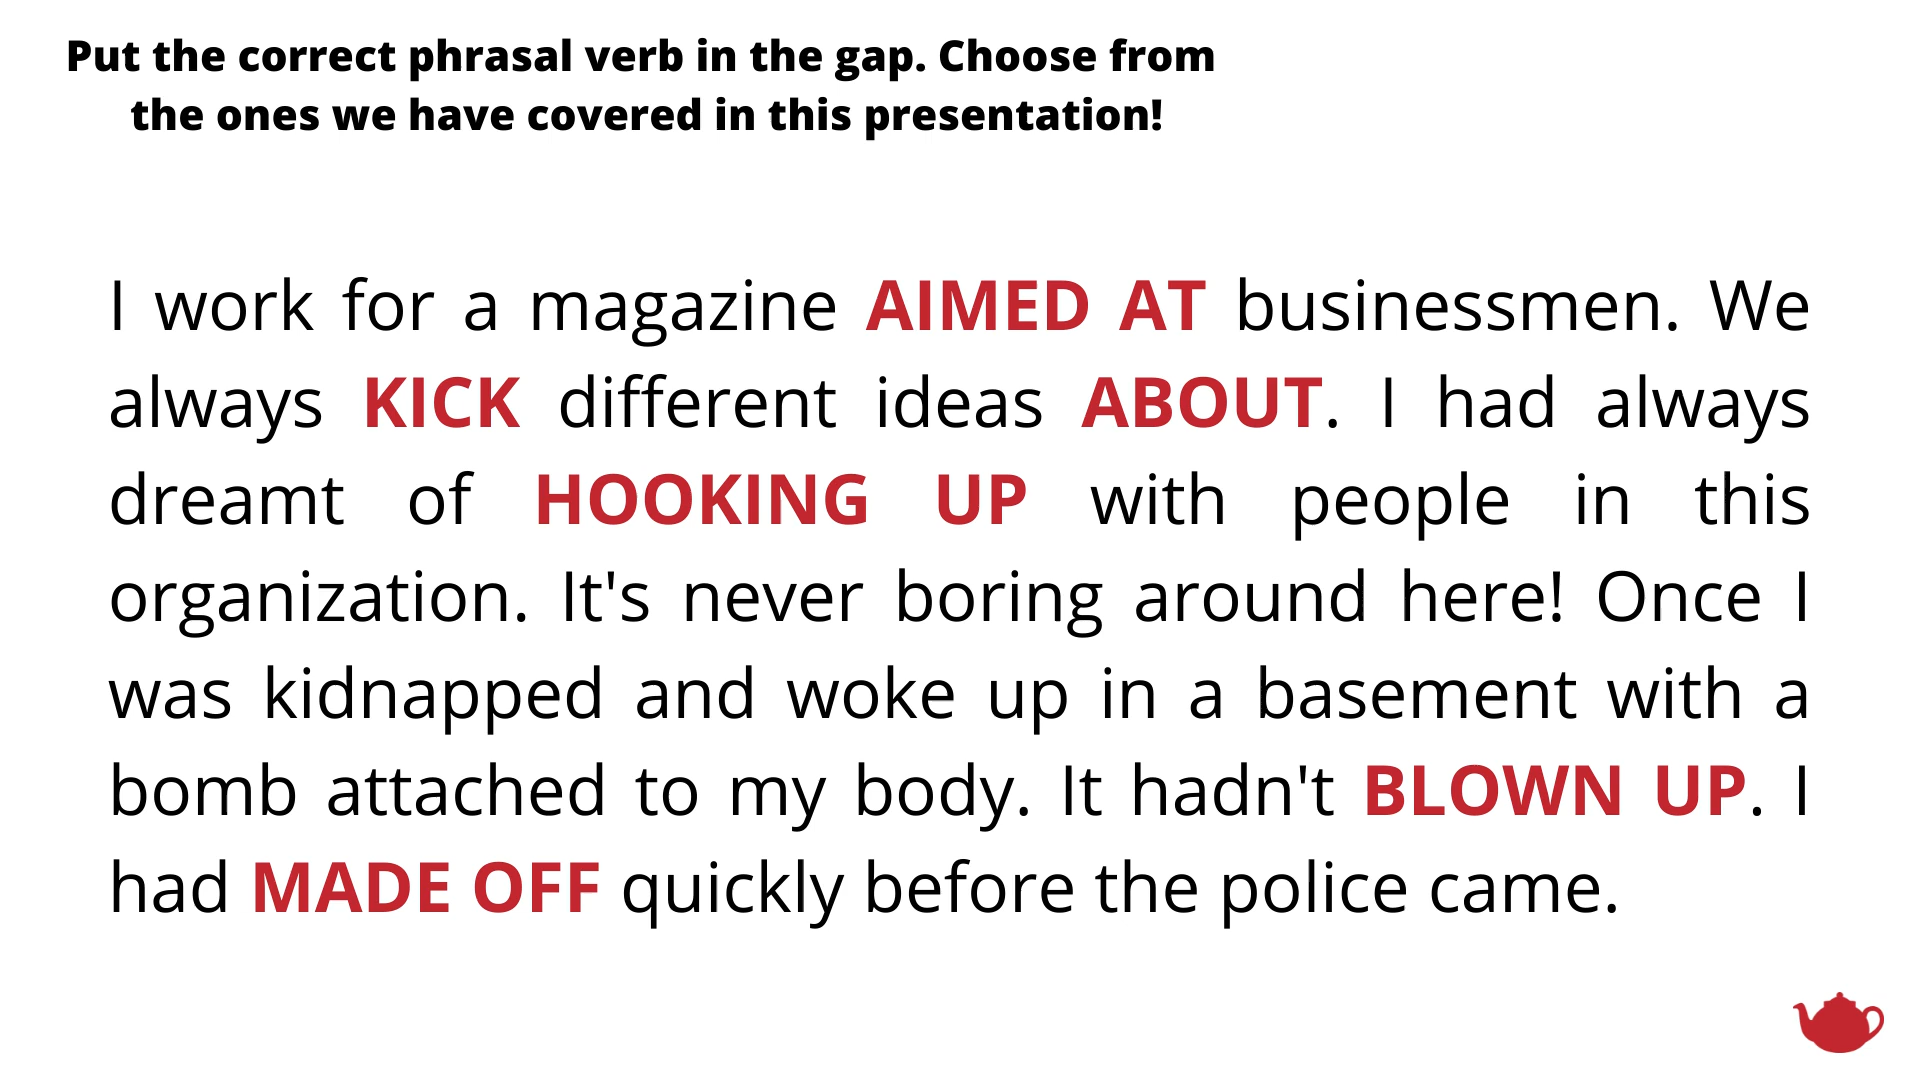 Put the correct phrasal verb in the gap. Choose from
the ones we have covered in this presentation!
I work for a magazine AIMED AT businessmen. We
always KICK different ideas ABOUT. I had always
dreamt of HOOKING UP with people in this
organization. It's never boring around here! Once I
was kidnapped and woke up in a basement with a
bomb attached to my body. It hadn't BLOWN UP. I
had MADE OFF quickly before the police came.